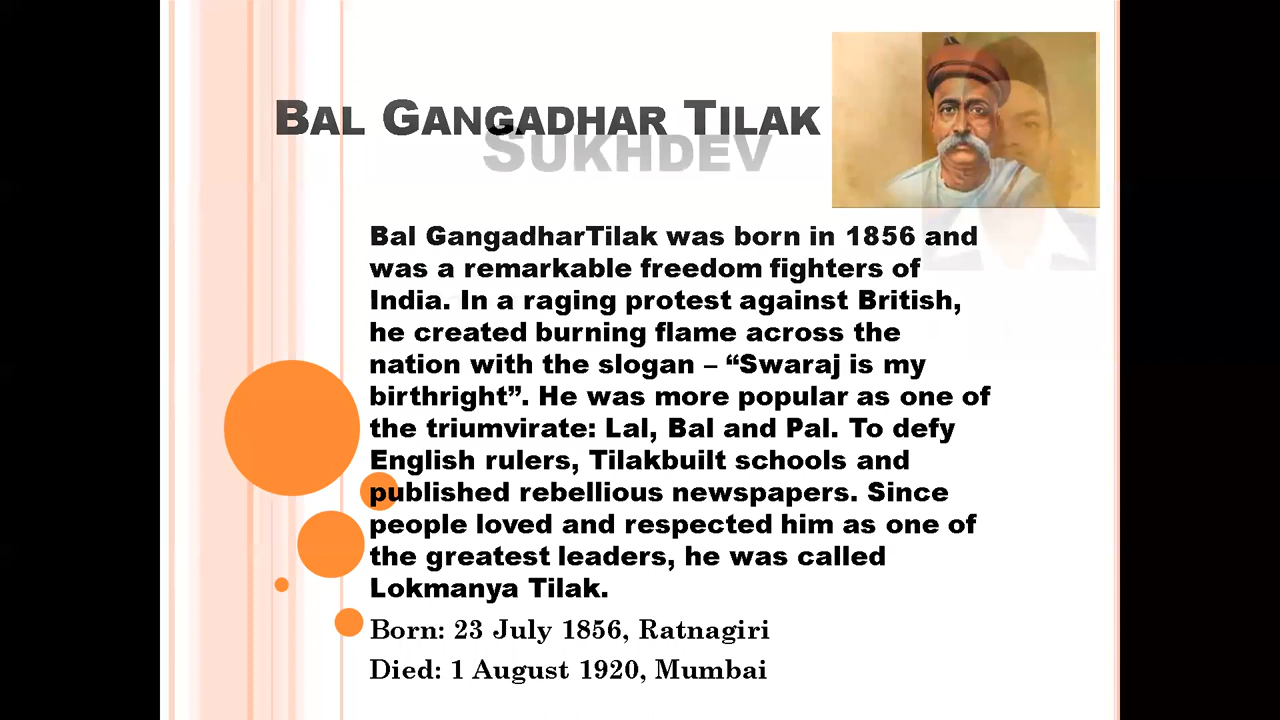 BAL GANGADHAR TILAK
SUKHDEV
Bal GangadharTilak was born in 1856 and
was a remarkable freedom fighters of
India. In a raging protest against British,
he created burning flame across the
nation with the slogan – “Swaraj is my
birthright”. He was more popular as one of
the triumvirate: Lal, Bal and Pal. To defy
English rulers, Tilakbuilt schools and
published rebellious newspapers. Since
people loved and respected him as one of
the greatest leaders, he was called
Lokmanya Tilak.
Born: 23 July 1856, Ratnagiri
Died: 1 August 1920, Mumbai